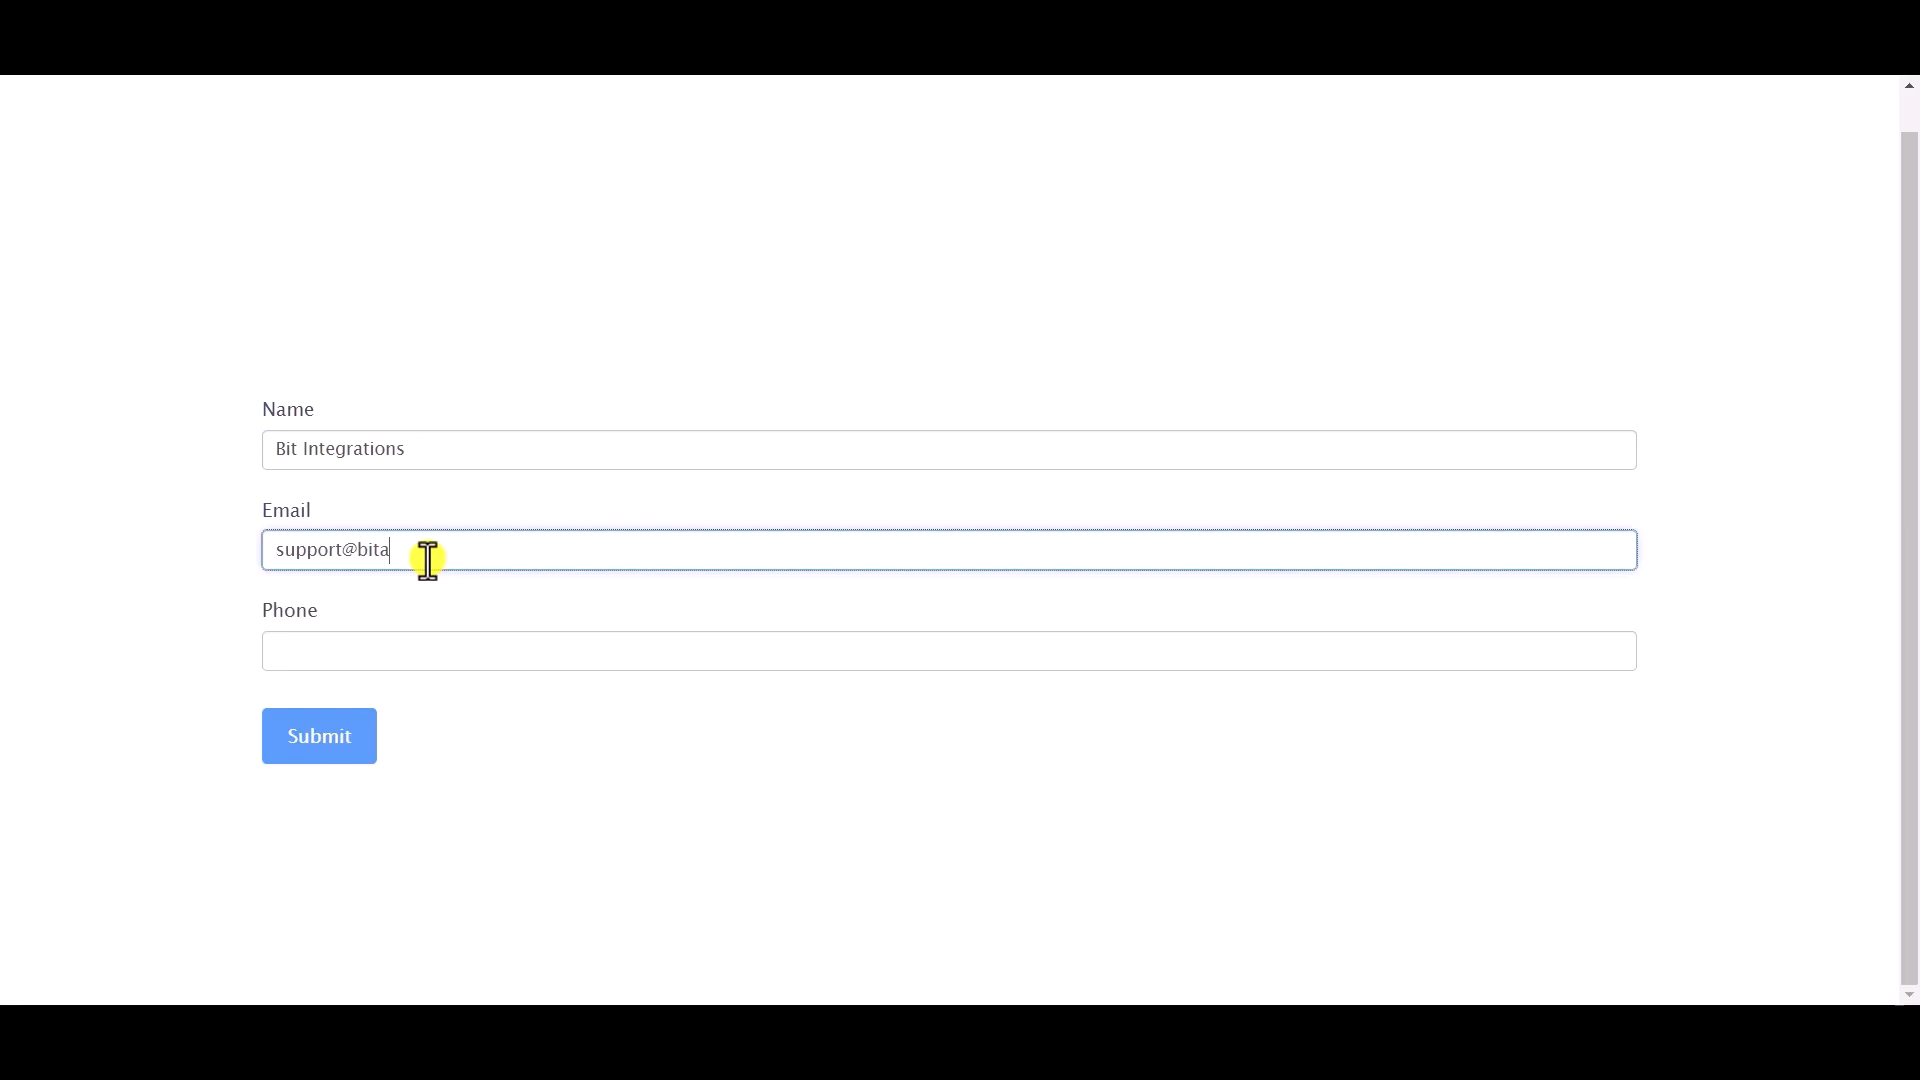 Name
Bit Integrations
Email
support@bita
Phone
Submit